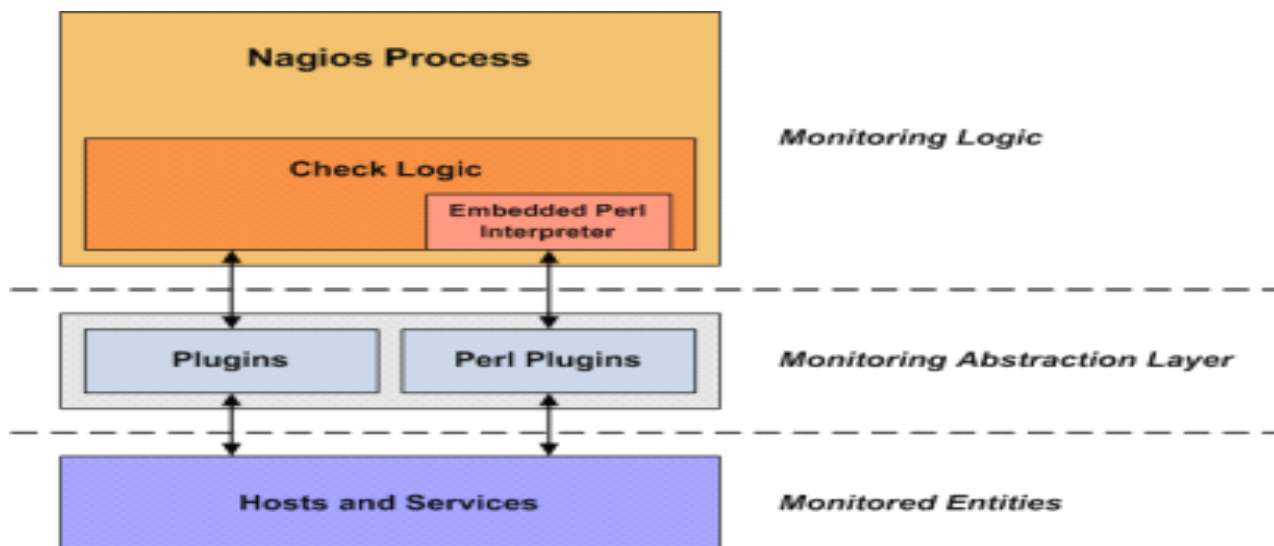 Nagios Process
Monitoring Logic
Check Logic
Embedded Perl
Interpreter
Plugins
Perl Plugins
Monitoring Abstraction Layer
Hosts and Services
Monitored Entities